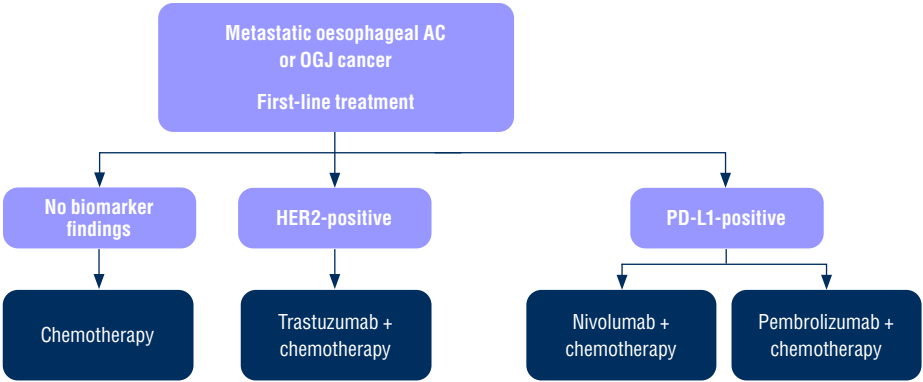 Metastatic oesophageal AC
or OGJ cancer
First-line treatment
No biomarker
findings
HER2-positive
PD-L1-positive
Chemotherapy
Trastuzumab +
chemotherapy
Nivolumab +
chemotherapy
Pembrolizumab +
chemotherapy